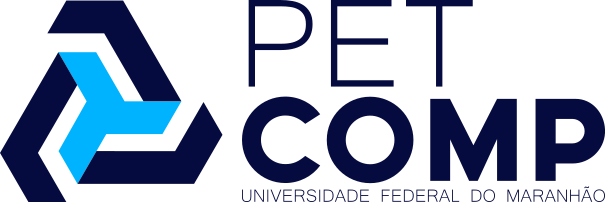 PET
COMP
UNIVERSIDADE FEDERAL DO MARANHÃO